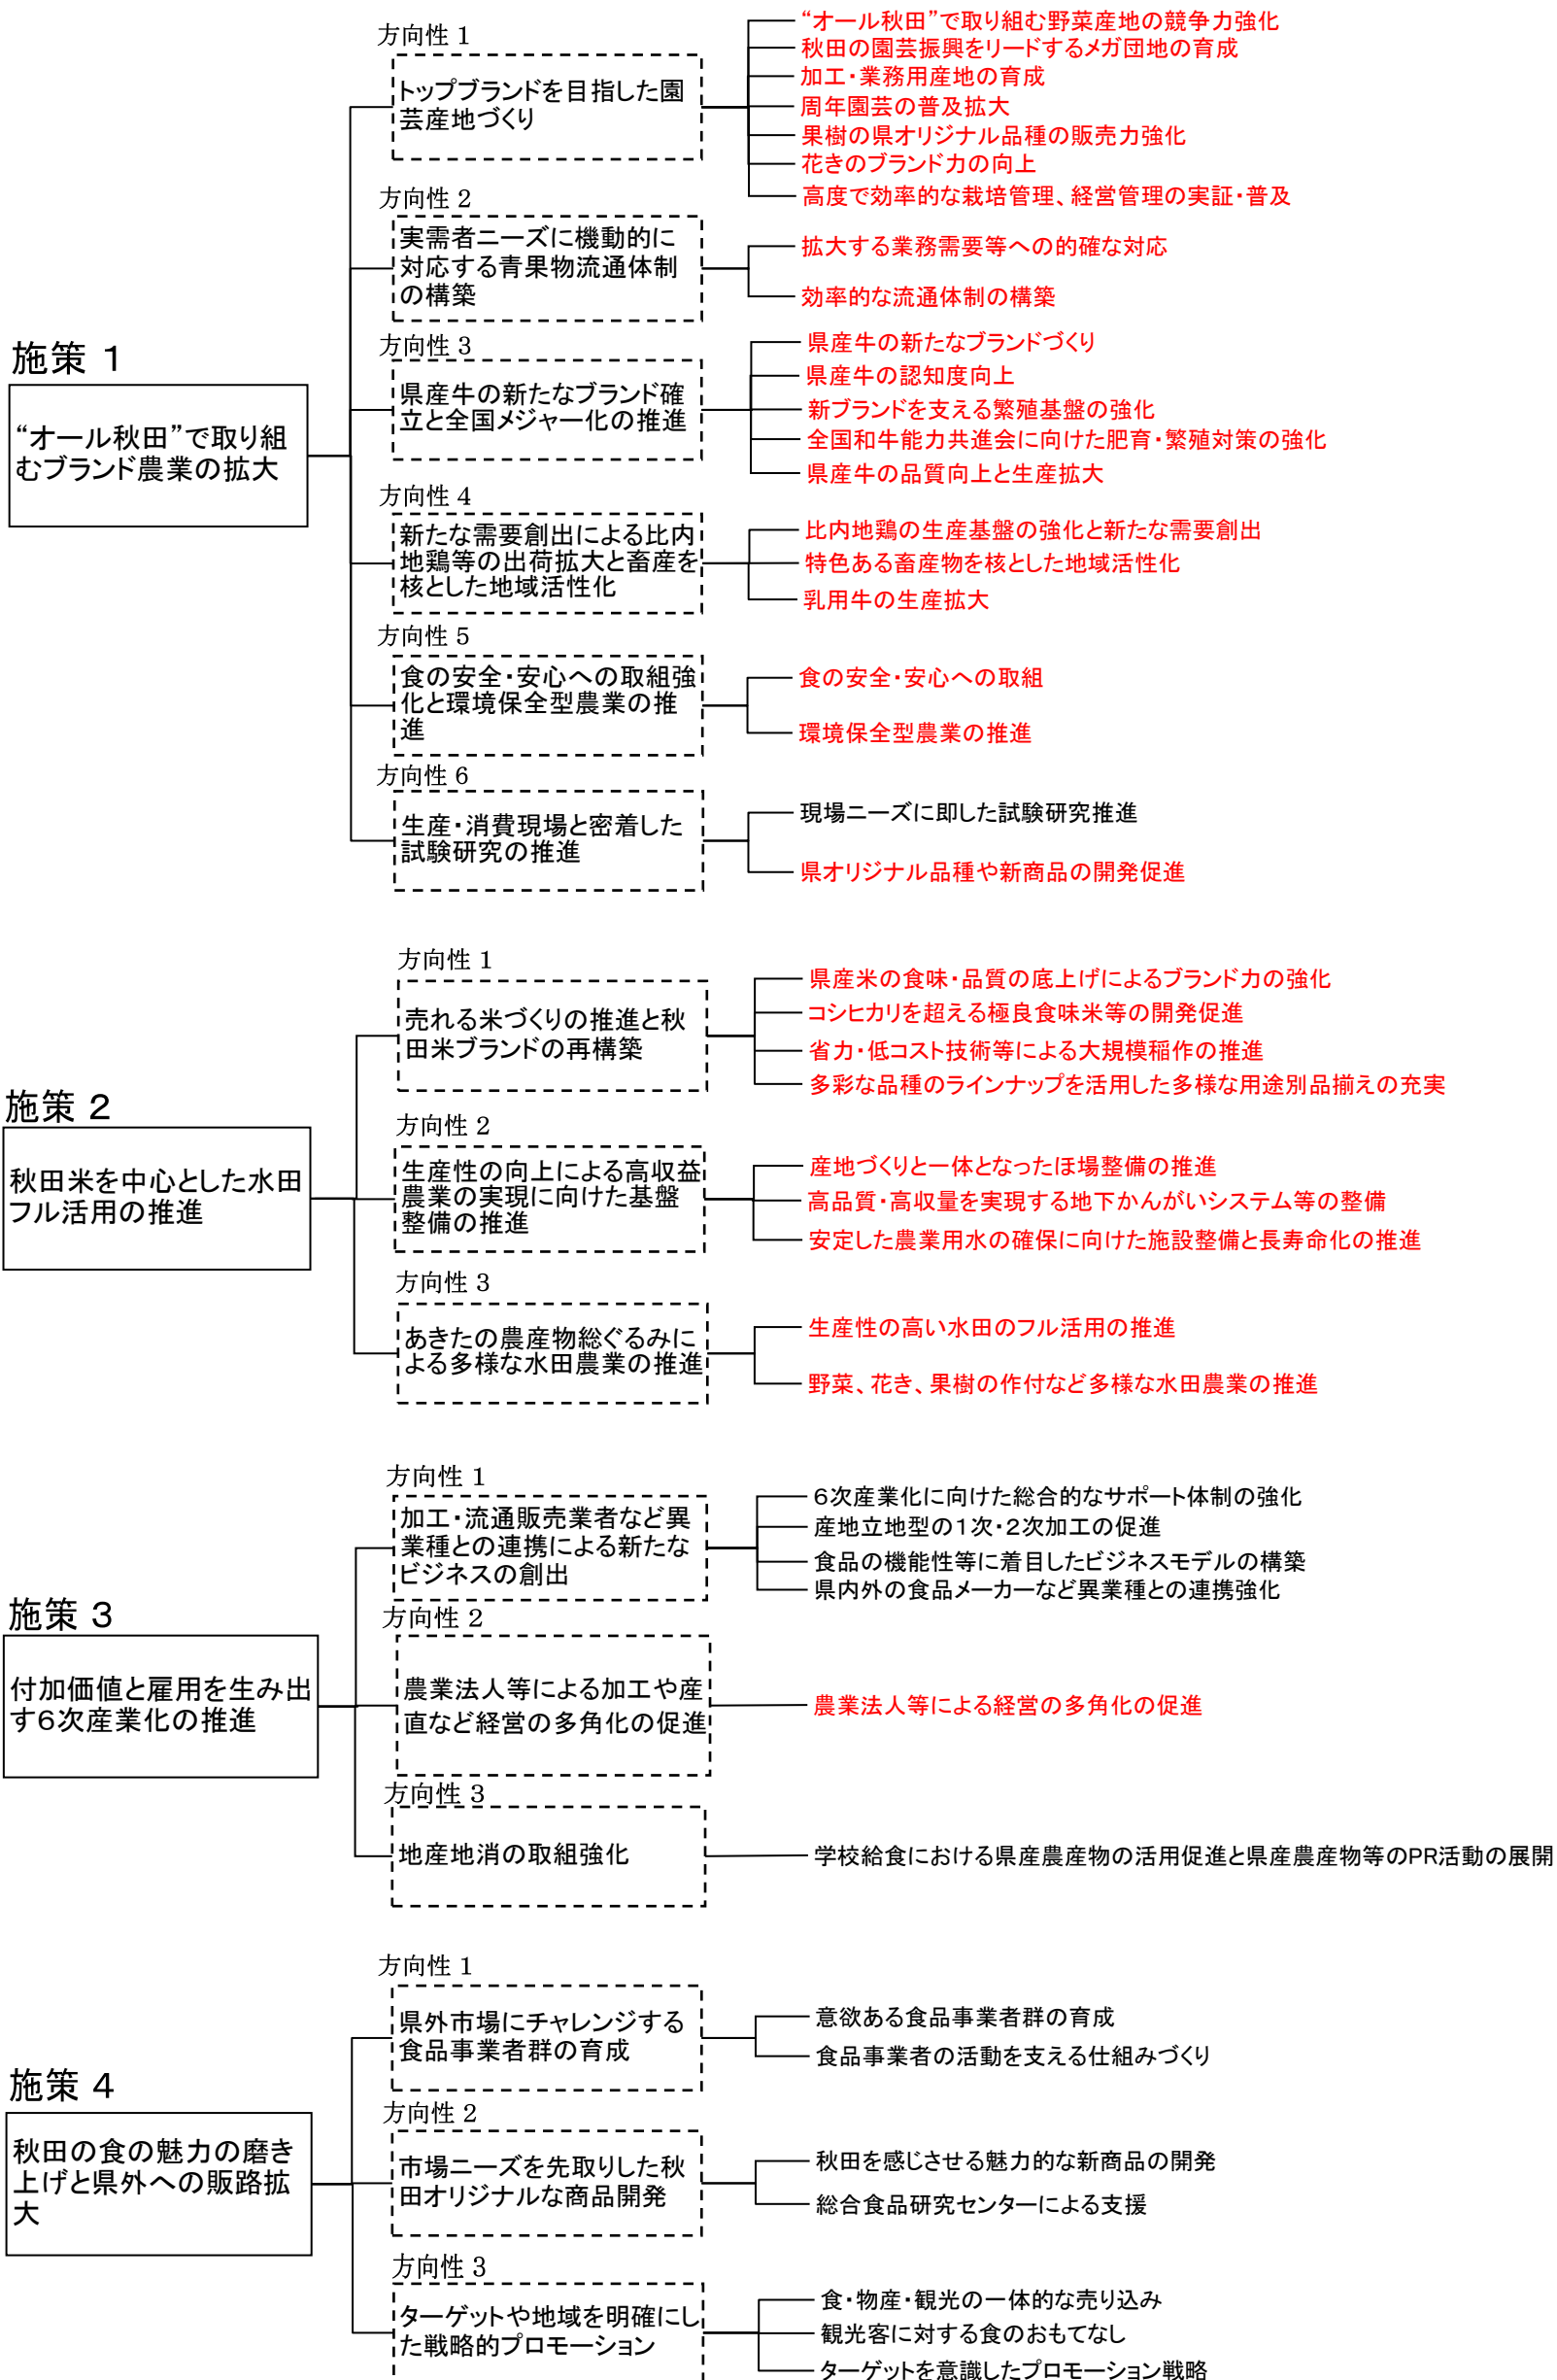 施策 1
“オール秋田”で取り組
むブランド農業の拡大
方向性 1
トップブランドを目指した園
芸産地づくり
“オール秋田”で取り組む野菜産地の競争力強化
秋田の園芸振興をリードするメガ団地の育成
加工・業務用産地の育成
周年園芸の普及拡大
果樹の県オリジナル品種の販売力強化
花きのブランド力の向上
高度で効率的な栽培管理、経営管理の実証・普及
方向性 2
実需者ニーズに機動的に
対応する青果物流通体制
の構築
拡大する業務需要等への的確な対応
効率的な流通体制の構築
方向性 3
県産牛の新たなブランド確
立と全国メジャー化の推進
県産牛の新たなブランドづくり
県産牛の認知度向上
新ブランドを支える繁殖基盤の強化
全国和牛能力共進会に向けた肥育・繁殖対策の強化
県産牛の品質向上と生産拡大
方向性 4
新たな需要創出による比内
地鶏等の出荷拡大と畜産を
核とした地域活性化
比内地鶏の生産基盤の強化と新たな需要創出
特色ある畜産物を核とした地域活性化
乳用牛の生産拡大
方向性 5
食の安全・安心への取組強
化と環境保全型農業の推
進
食の安全・安心への取組
環境保全型農業の推進
方向性 6
生産・消費現場と密着した
試験研究の推進
現場ニーズに即した試験研究推進
県オリジナル品種や新商品の開発促進
施策 2
秋田米を中心とした水田
フル活用の推進
方向性 1
売れる米づくりの推進と秋
田米ブランドの再構築
県産米の食味・品質の底上げによるブランド力の強化
コシヒカリを超える極良食味米等の開発促進
省力・低コスト技術等による大規模稲作の推進
多彩な品種のラインナップを活用した多様な用途別品揃えの充実
方向性 2
生産性の向上による高収益
農業の実現に向けた基盤
整備の推進
産地づくりと一体となったほ場整備の推進
高品質・高収量を実現する地下かんがいシステム等の整備
安定した農業用水の確保に向けた施設整備と長寿命化の推進
方向性 3
あきたの農産物総ぐるみに
よる多様な水田農業の推進
生産性の高い水田のフル活用の推進
野菜、花き、果樹の作付など多様な水田農業の推進
施策 3
付加価値と雇用を生み出
す6次産業化の推進
方向性 1
加工・流通販売業者など異
業種との連携による新たな
ビジネスの創出
6次産業化に向けた総合的なサポート体制の強化
産地立地型の1次・2次加工の促進
食品の機能性等に着目したビジネスモデルの構築
県内外の食品メーカーなど異業種との連携強化
方向性 2
農業法人等による加工や産
直など経営の多角化の促進
農業法人等による経営の多角化の促進
方向性 3
地産地消の取組強化
学校給食における県産農産物の活用促進と県産農産物等のPR活動の展開
施策 4
秋田の食の魅力の磨き
上げと県外への販路拡
大
方向性 1
県外市場にチャレンジする
食品事業者群の育成
意欲ある食品事業者群の育成
食品事業者の活動を支える仕組みづくり
方向性 2
市場ニーズを先取りした秋
田オリジナルな商品開発
秋田を感じさせる魅力的な新商品の開発
総合食品研究センターによる支援
方向性 3
ターゲットや地域を明確にし
た戦略的プロモーション
食・物産・観光の一体的な売り込み
観光客に対する食のおもてなし
ターゲットを意識したプロモーション戦略